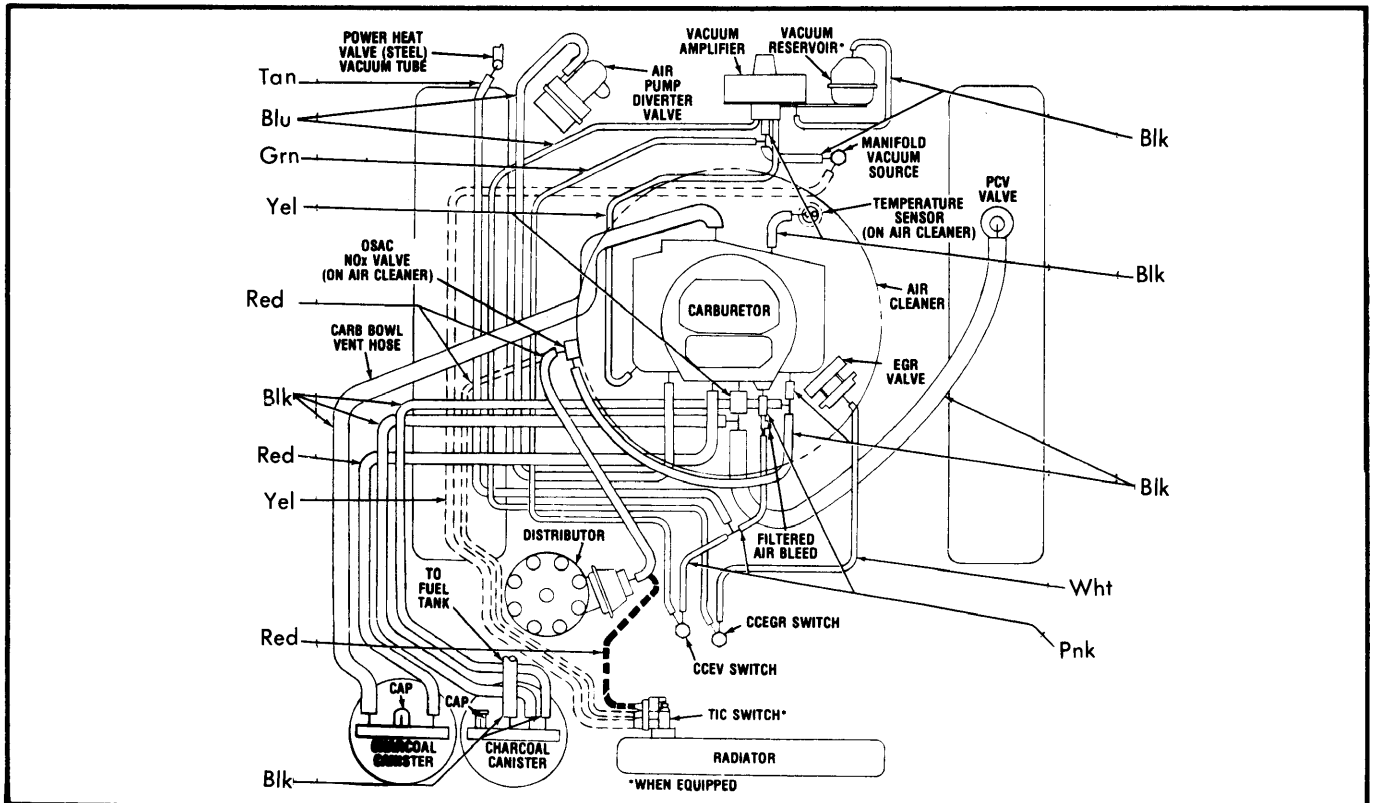 POWER HEAT
VALVE (STEEL)
VACUUM TUBE
Tan
Blu
Grn
Yel
AIR
PUMP
DIVERTER
VALVE
VACUUM
AMPLIFIER
VACUUM
RESERVOIR*
Blk
MANIFOLD
VACUUM
SOURCE
PCV
VALVE
TEMPERATURE
SENSOR
(ON AIR CLEANER)
Blk
OSAC
NOx VALVE
(ON AIR CLEANER)
Red
CARB BOWL
VENT HOSE
CARBURETOR
AIR
CLEANER
EGR
VALVE
Blk
Red
Yel
Blk
DISTRIBUTOR
FILTERED
AIR BLEED
TO
FUEL
TANK
Wht
Red
CCEGR SWITCH
CCEV SWITCH
Pnk
CAP
CAP
TIC SWITCH*
CHARCOAL
CANISTER
CHARCOAL
CANISTER
RADIATOR
Blk
*WHEN EQUIPPED